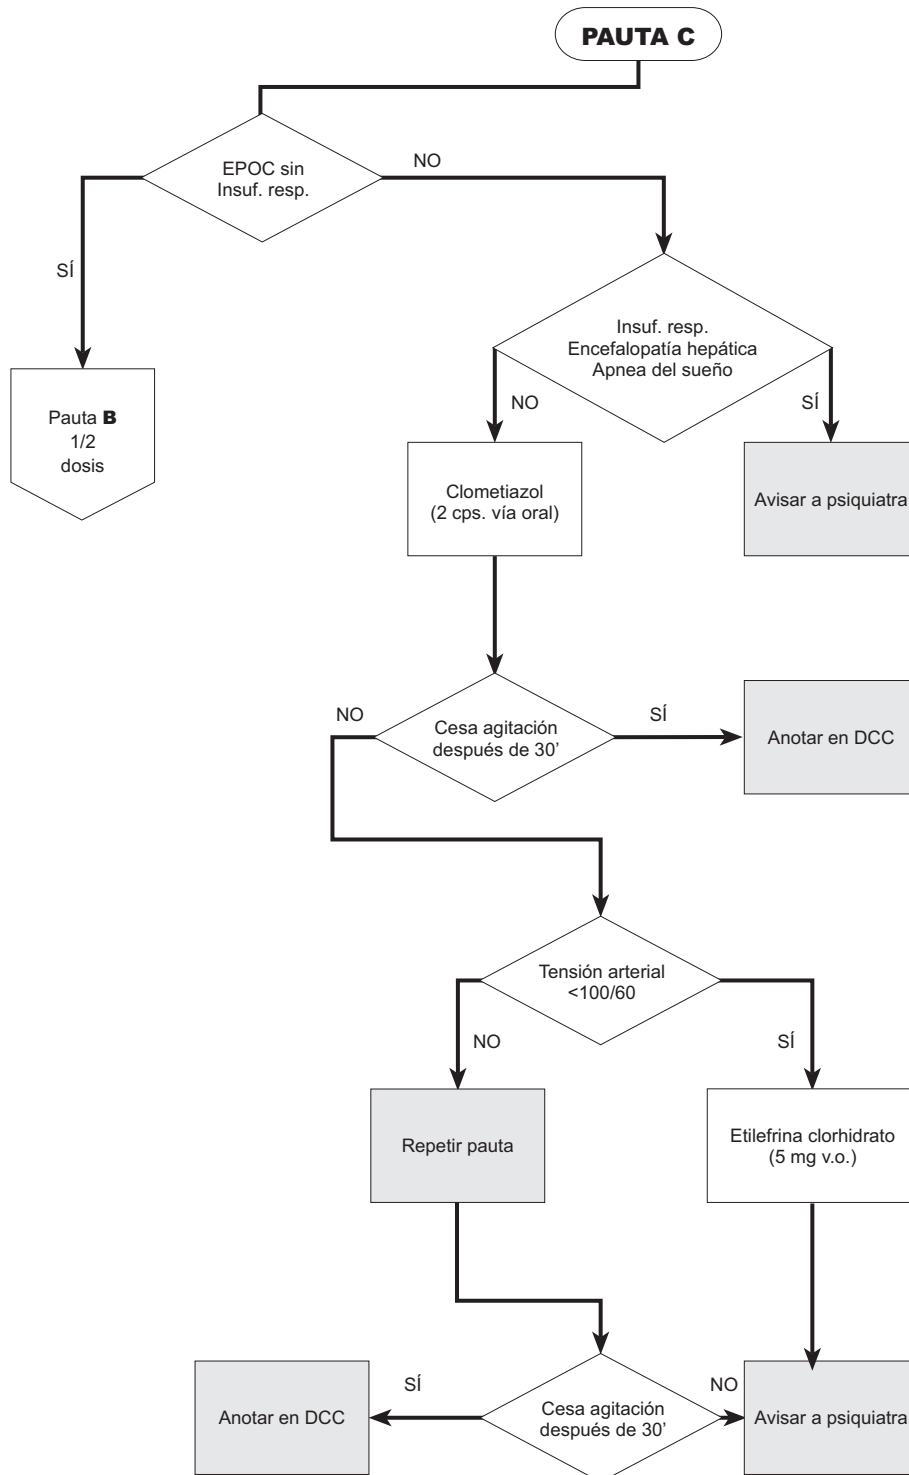 PAUTA C
EPOC sin
Insuf. resp.
NO
SÍ
Insuf. resp.
Encefalopatía hepática
Apnea del sueño
Pauta B
1/2
dosis
NO
SÍ
Clometiazol
(2 cps. vía oral)
Avisar a psiquiatra
NO
Cesa agitación
después de 30’
SÍ
Anotar en DCC
Tensión arterial
<100/60
NO
SÍ
Repetir pauta
Etilefrina clorhidrato
(5 mg v.o.)
Anotar en DCC
SÍ
Cesa agitación
después de 30’
NO
Avisar a psiquiatra